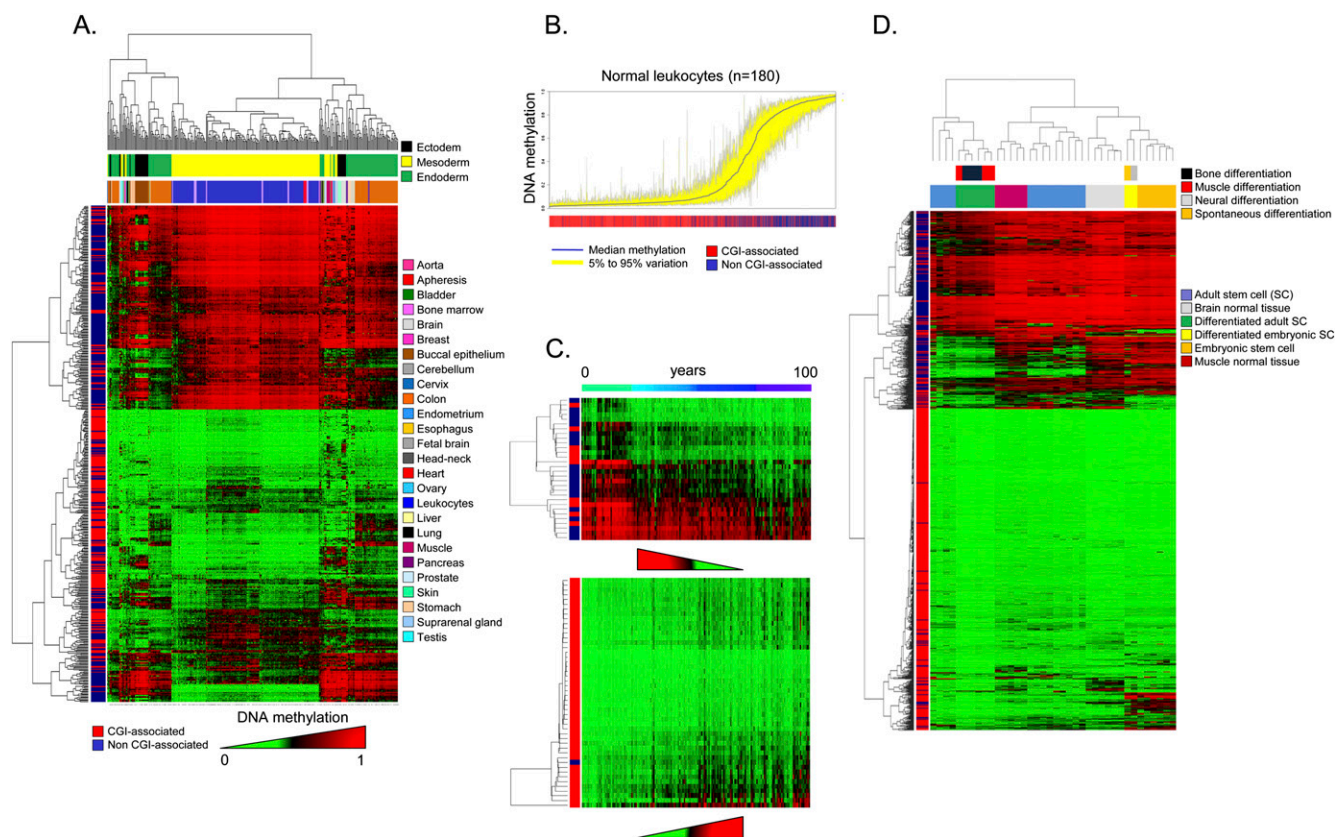 A.
Ectoderm
Mesoderm
Endoderm
Aorta
Apheresis
Bladder
Bone marrow
Brain
Breast
Buccal epithelium
Cerebellum
Cervix
Colon
Endometrium
Esophagus
Fetal brain
Head-neck
Heart
Ovary
Leukocytes
Liver
Lung
Muscle
Pancreas
Prostate
Skin
Stomach
Suprarenal gland
Testis
CGI-associated
Non CGI-associated
DNA methylation
0 1
B.
Normal leukocytes (n=180)
DNA methylation
Median methylation
5% to 95% variation
CGI-associated
Non CGI-associated
C.
0 years 100
D.
Bone differentiation
Muscle differentiation
Neural differentiation
Spontaneous differentiation
Adult stem cell (SC)
Brain normal tissue
Differentiated adult SC
Differentiated embryonic SC
Embryonic stem cell
Muscle normal tissue